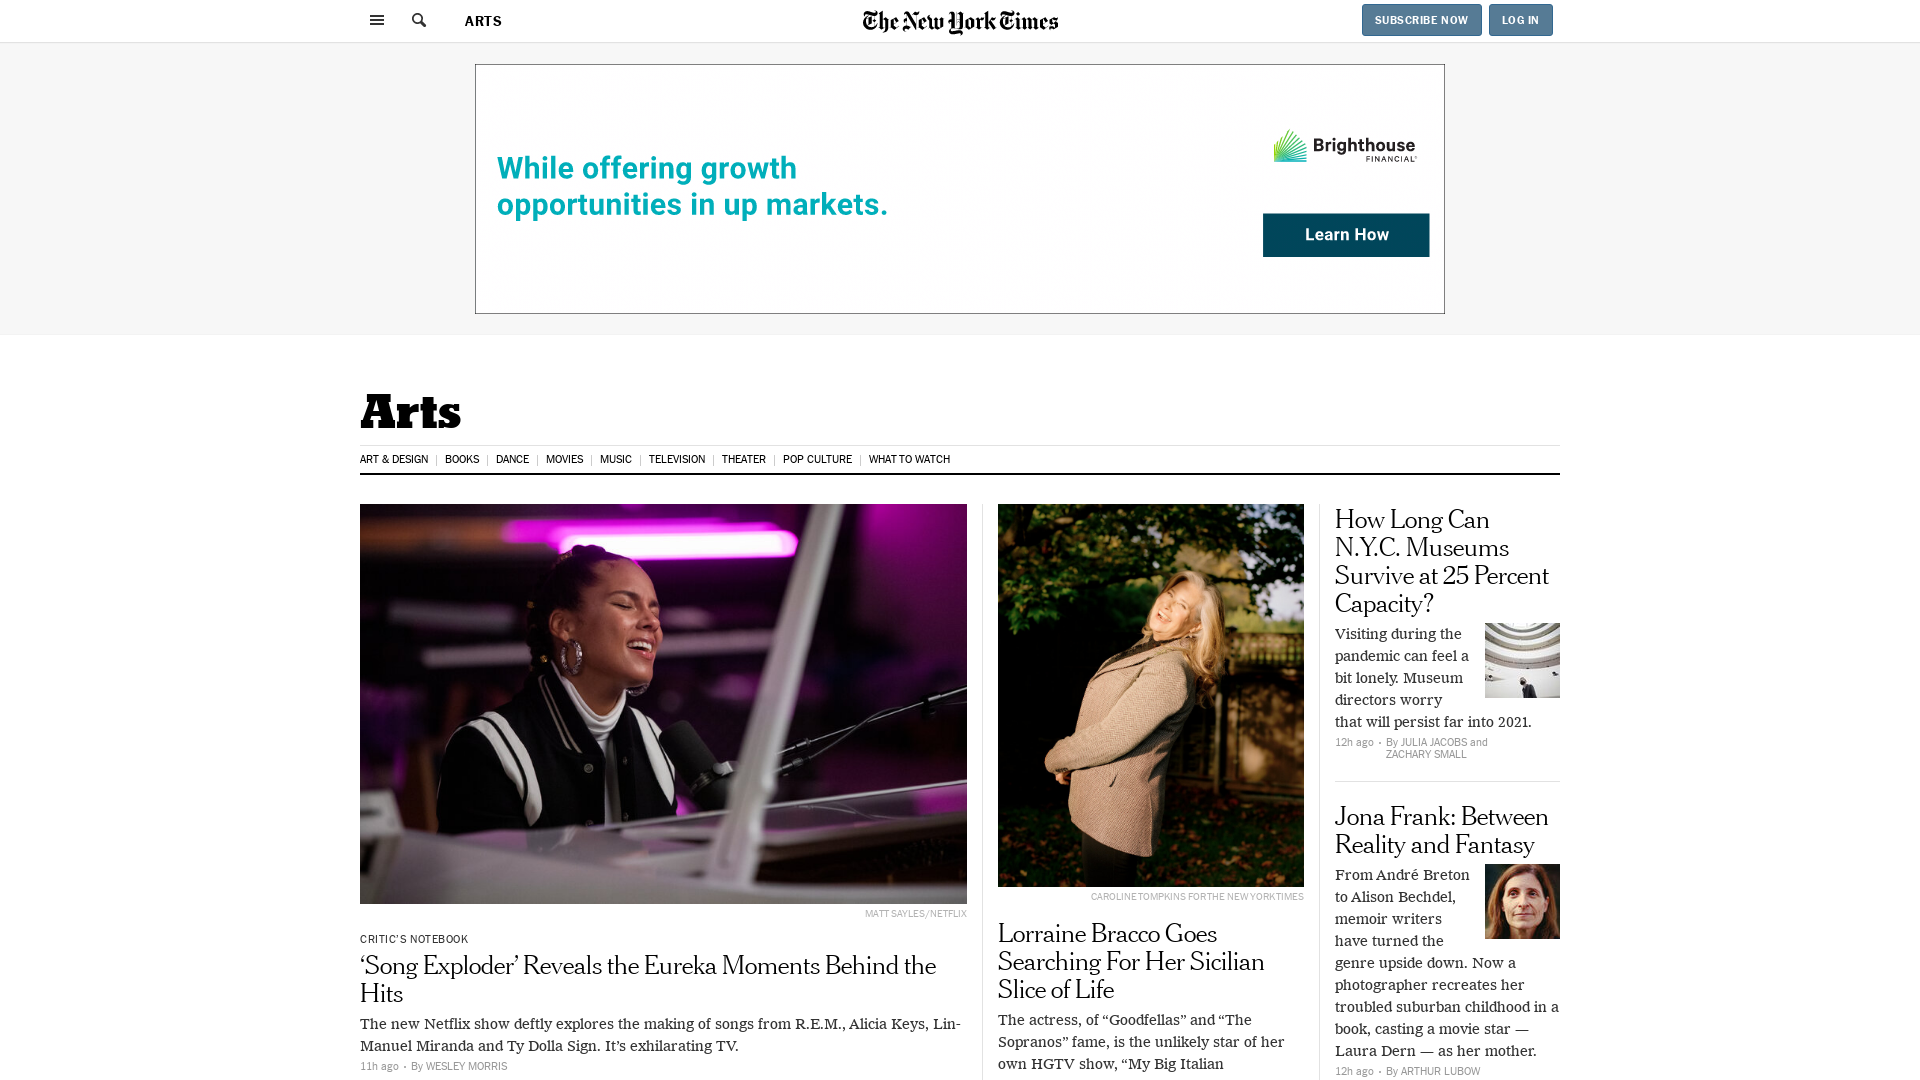 ARTS
The New York Times
SUBSCRIBE NOW
LOG IN
While offering growth
opportunities in up markets.
Brighthouse
FINANCIAL
Learn How
Arts
ART & DESIGN
BOOKS
DANCE
MOVIES
MUSIC
TELEVISION
THEATER
POP CULTURE
WHAT TO WATCH
MATT SAYLES/NETFLIX
CRITIC'S NOTEBOOK
‘Song Exploder’ Reveals the Eureka Moments Behind the
Hits
The new Netflix show deftly explores the making of songs from R.E.M., Alicia Keys, Lin-
Manuel Miranda and Ty Dolla Sign. It’s exhilarating TV.
11h ago • By WESLEY MORRIS
CAROLINE TOMPKINS FOR THE NEW YORK TIMES
Lorraine Bracco Goes
Searching For Her Sicilian
Slice of Life
The actress, of “Goodfellas” and “The
Sopranos” fame, is the unlikely star of her
own HGTV show, “My Big Italian
How Long Can
N.Y.C. Museums
Survive at 25 Percent
Capacity?
Visiting during the
pandemic can feel a
bit lonely. Museum
directors worry
that will persist far into 2021.
12h ago • By JULIA JACOBS and
ZACHARY SMALL
Jona Frank: Between
Reality and Fantasy
From André Breton
to Alison Bechdel,
memoir writers
have turned the
genre upside down. Now a
photographer recreates her
troubled suburban childhood in a
book, casting a movie star —
Laura Dern — as her mother.
12h ago • By ARTHUR LUBOW